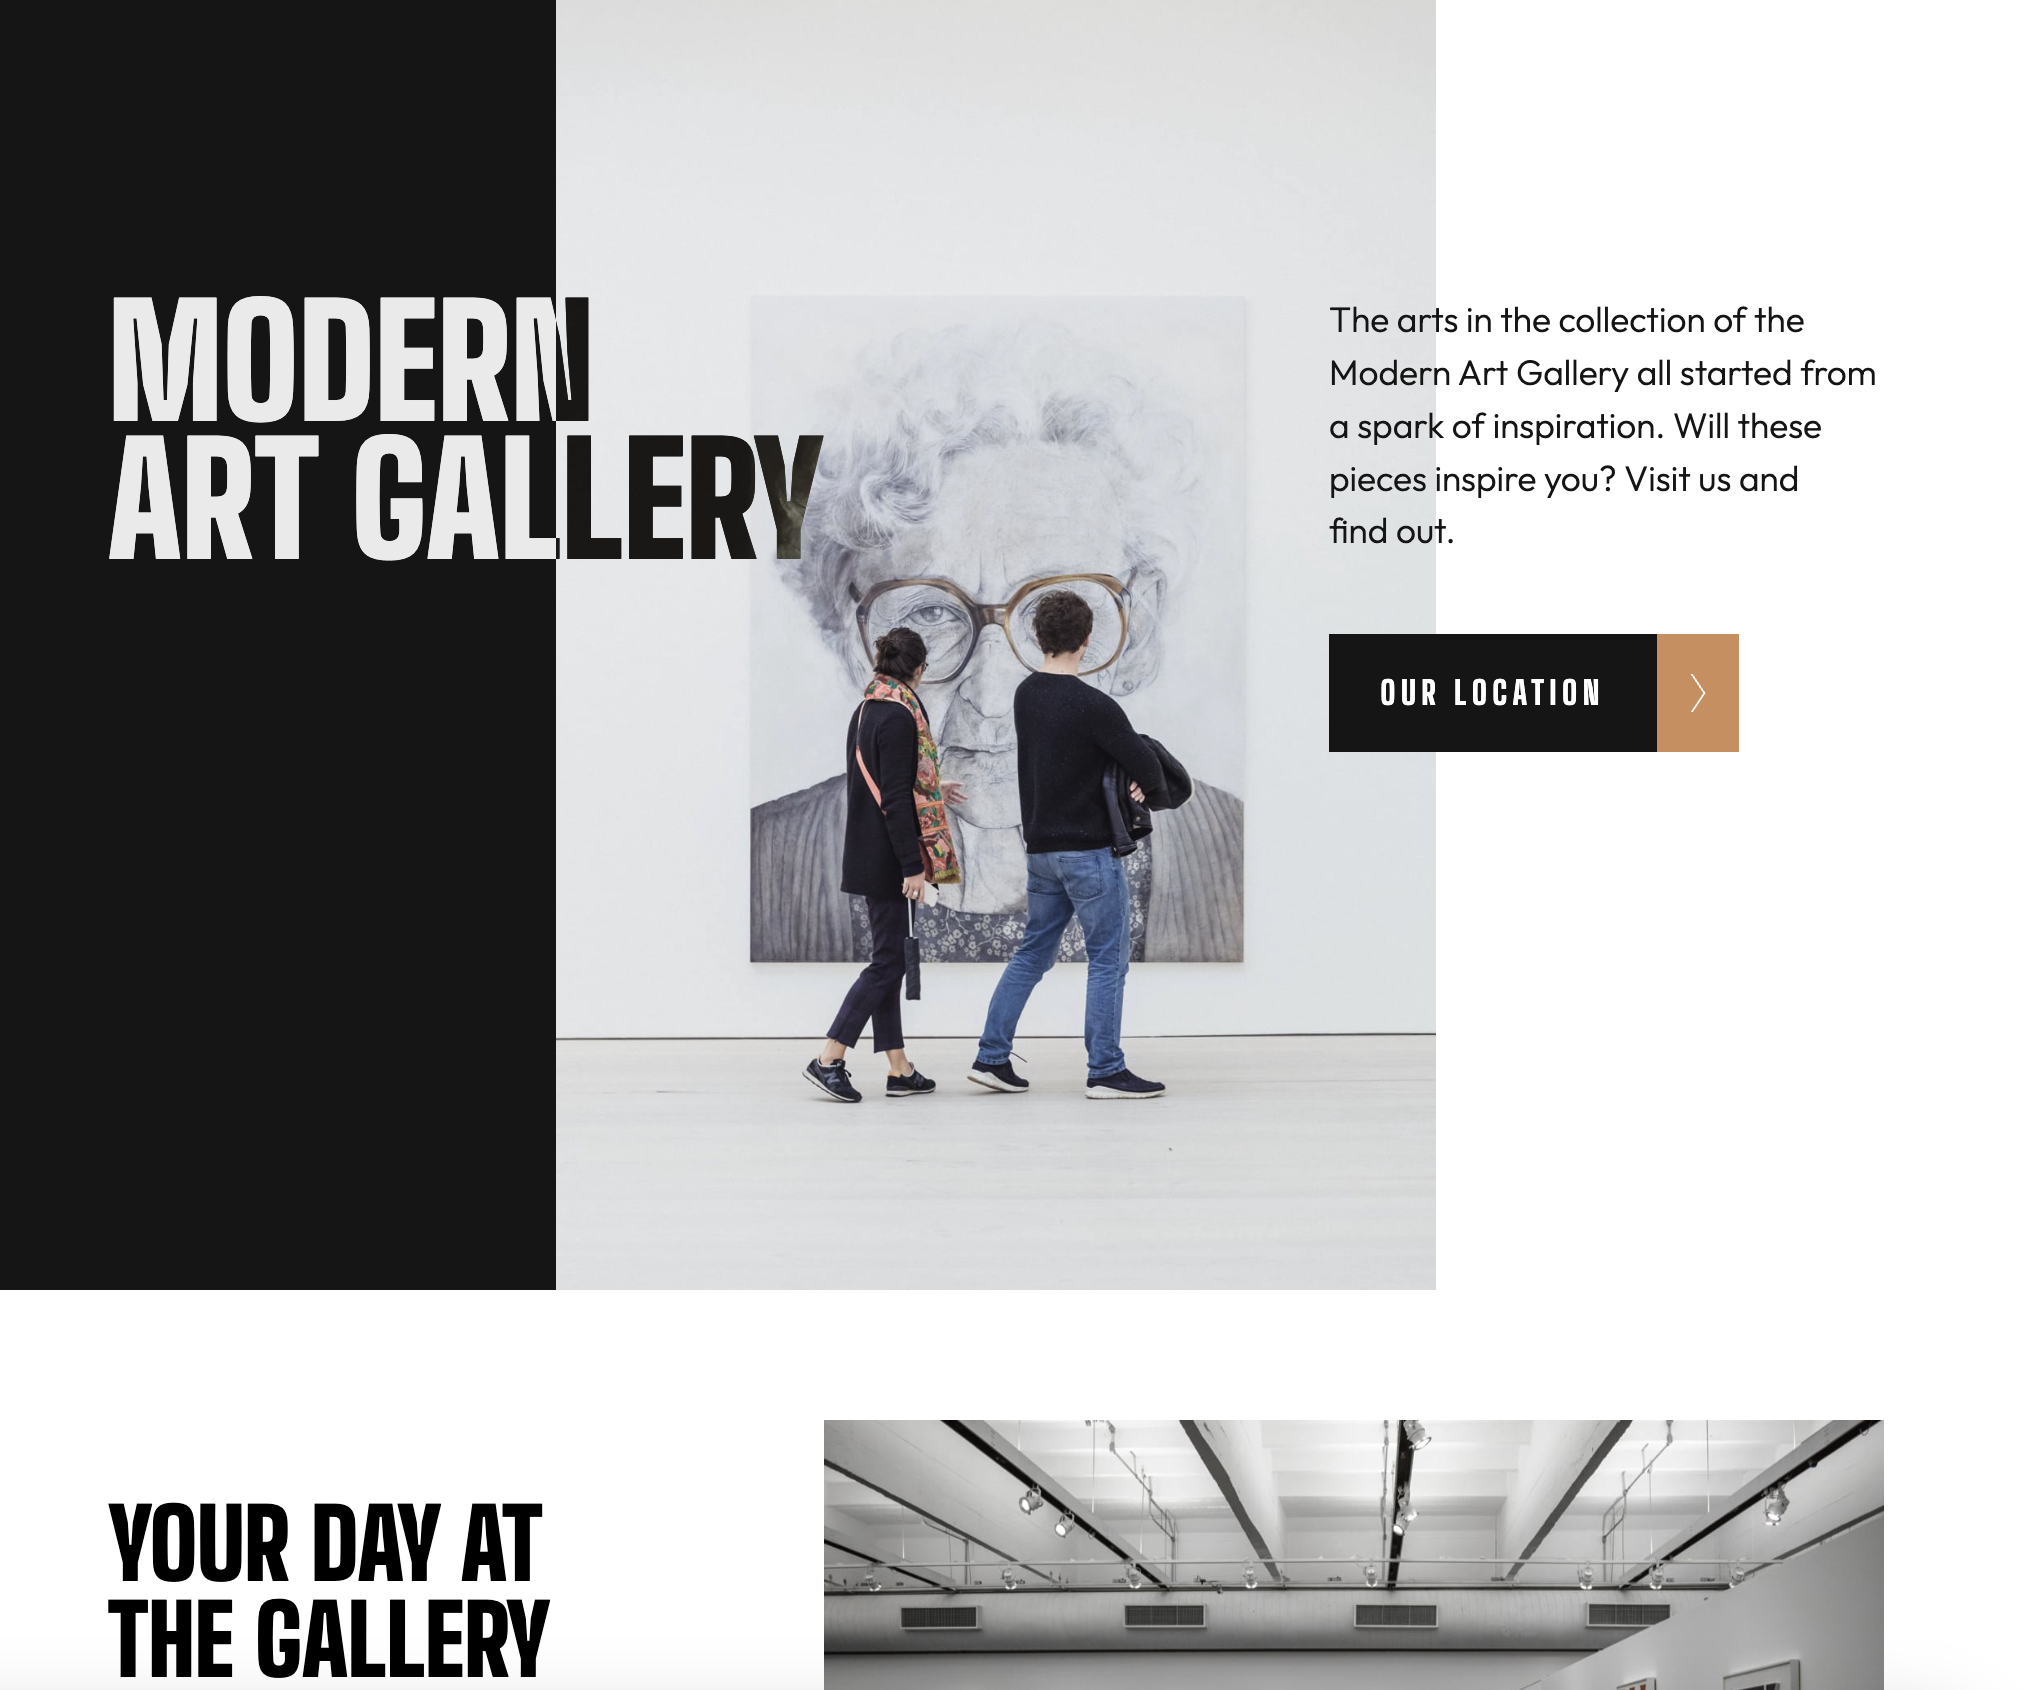 MODERN
ART GALLERY
The arts in the collection of the
Modern Art Gallery all started from
a spark of inspiration. Will these
pieces inspire you? Visit us and
find out.
OUR LOCATION
YOUR DAY AT
THE GALLERY